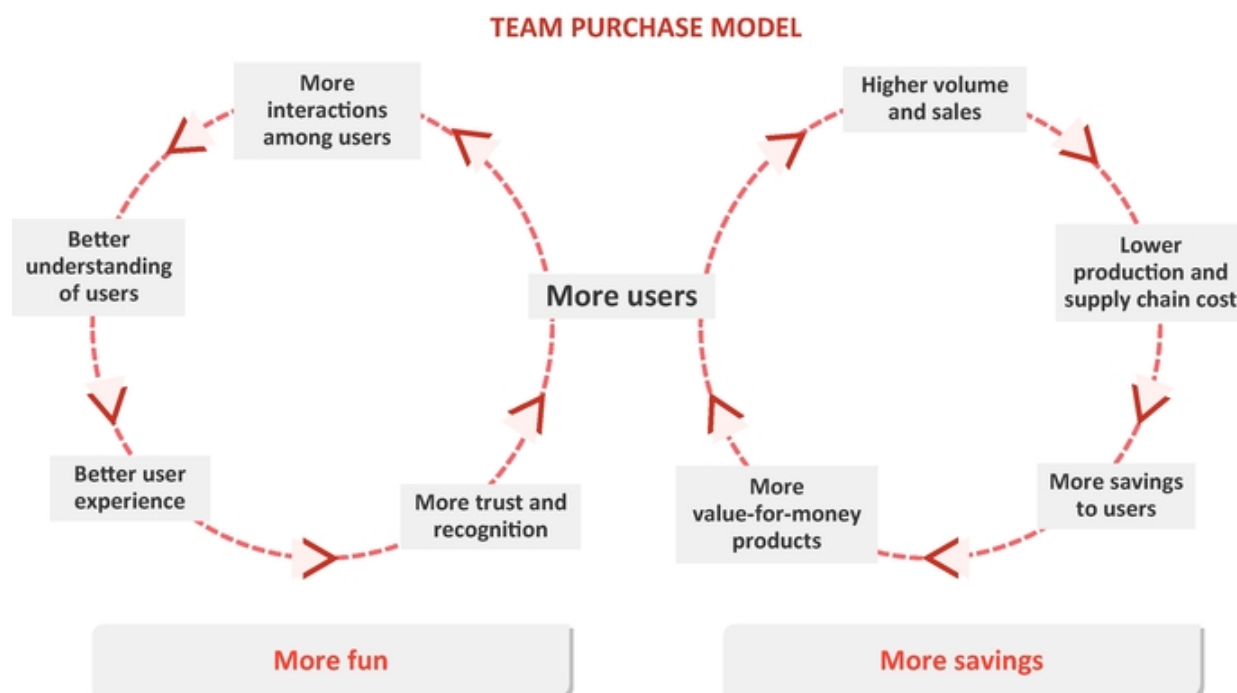 TEAM PURCHASE MODEL
More
interactions
among users
Better
understanding
of users
Better user
experience
More trust and
recognition
More users
Higher volume
and sales
Lower
production and
supply chain cost
More savings
to users
More
value-for-money
products
More fun
More savings